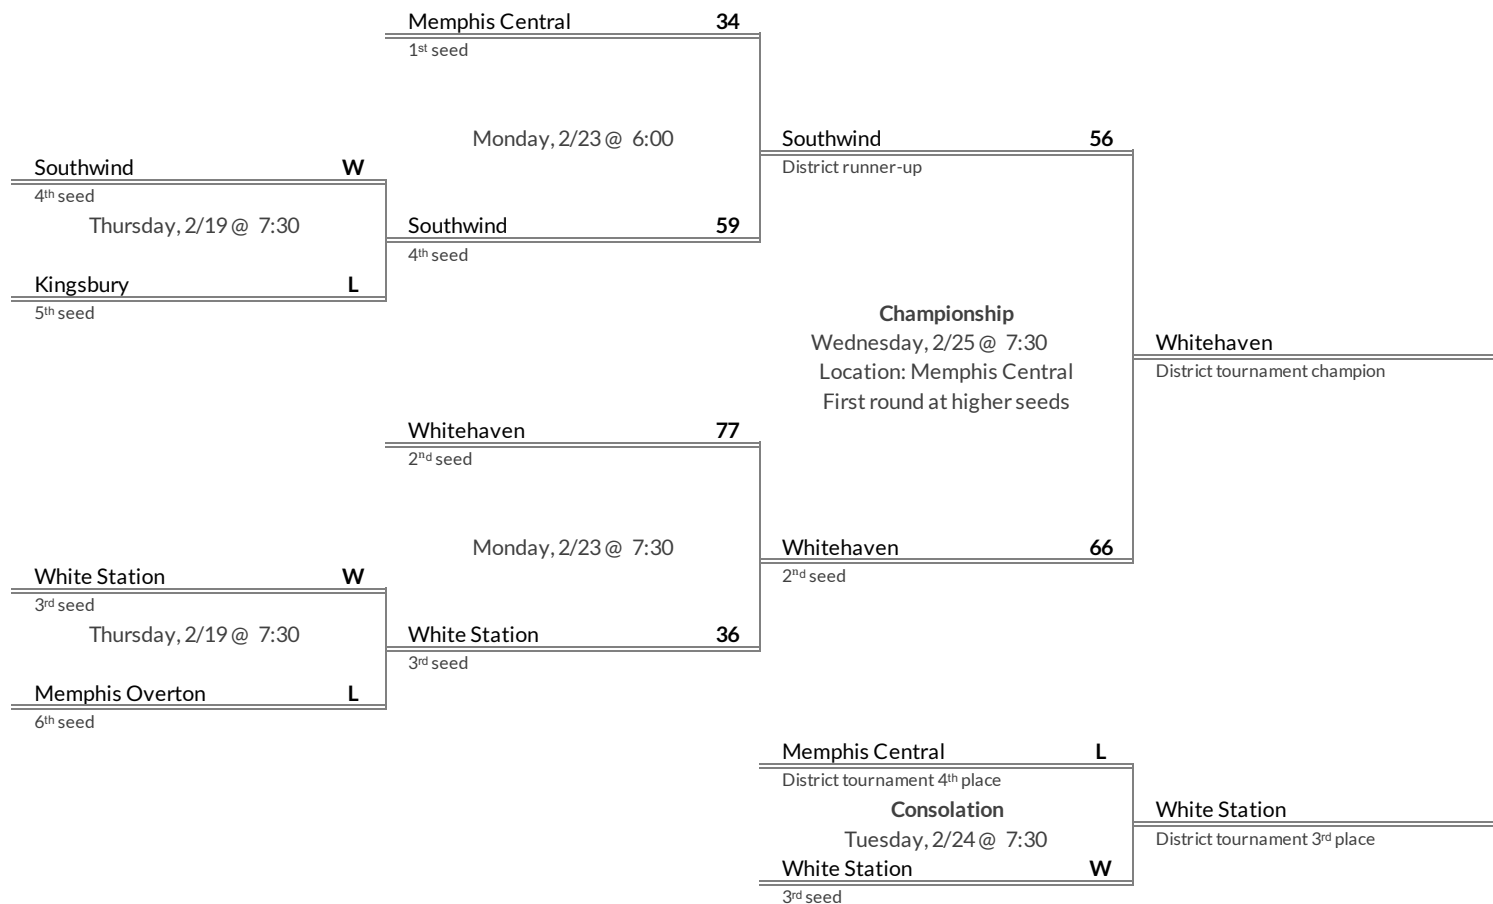 Memphis Central 34
1st seed
Monday, 2/23 @ 6:00
Southwind 56
District runner-up
Southwind W
4th seed
Thursday, 2/19 @ 7:30
Southwind 59
4th seed
Kingsbury L
5th seed
Championship
Wednesday, 2/25 @ 7:30
Location: Memphis Central
First round at higher seeds
Whitehaven
District tournament champion
Whitehaven 77
2nd seed
Monday, 2/23 @ 7:30
Whitehaven 66
2nd seed
White Station W
3rd seed
Thursday, 2/19 @ 7:30
White Station 36
3rd seed
Memphis Overton L
6th seed
Memphis Central L
District tournament 4th place
Consolation
Tuesday, 2/24 @ 7:30
White Station W
3rd seed
White Station
District tournament 3rd place